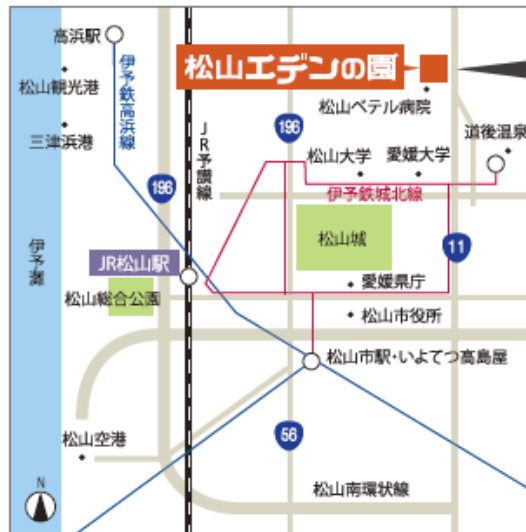 高浜駅
松山エデンの園
松山観光港
伊予鉄高浜線
松山ベテル病院
三津浜港
JR予讃線
196
道後温泉
松山大学
愛媛大学
196
伊予鉄城北線
伊予灘
松山城
11
JR松山駅
愛媛県庁
松山総合公園
松山市役所
松山市駅・いよてつ高島屋
56
松山空港
松山南環状線
N